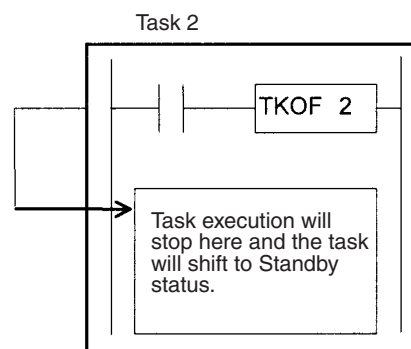 Task 2
TKOF 2
Task execution will
stop here and the task
will shift to Standby
status.